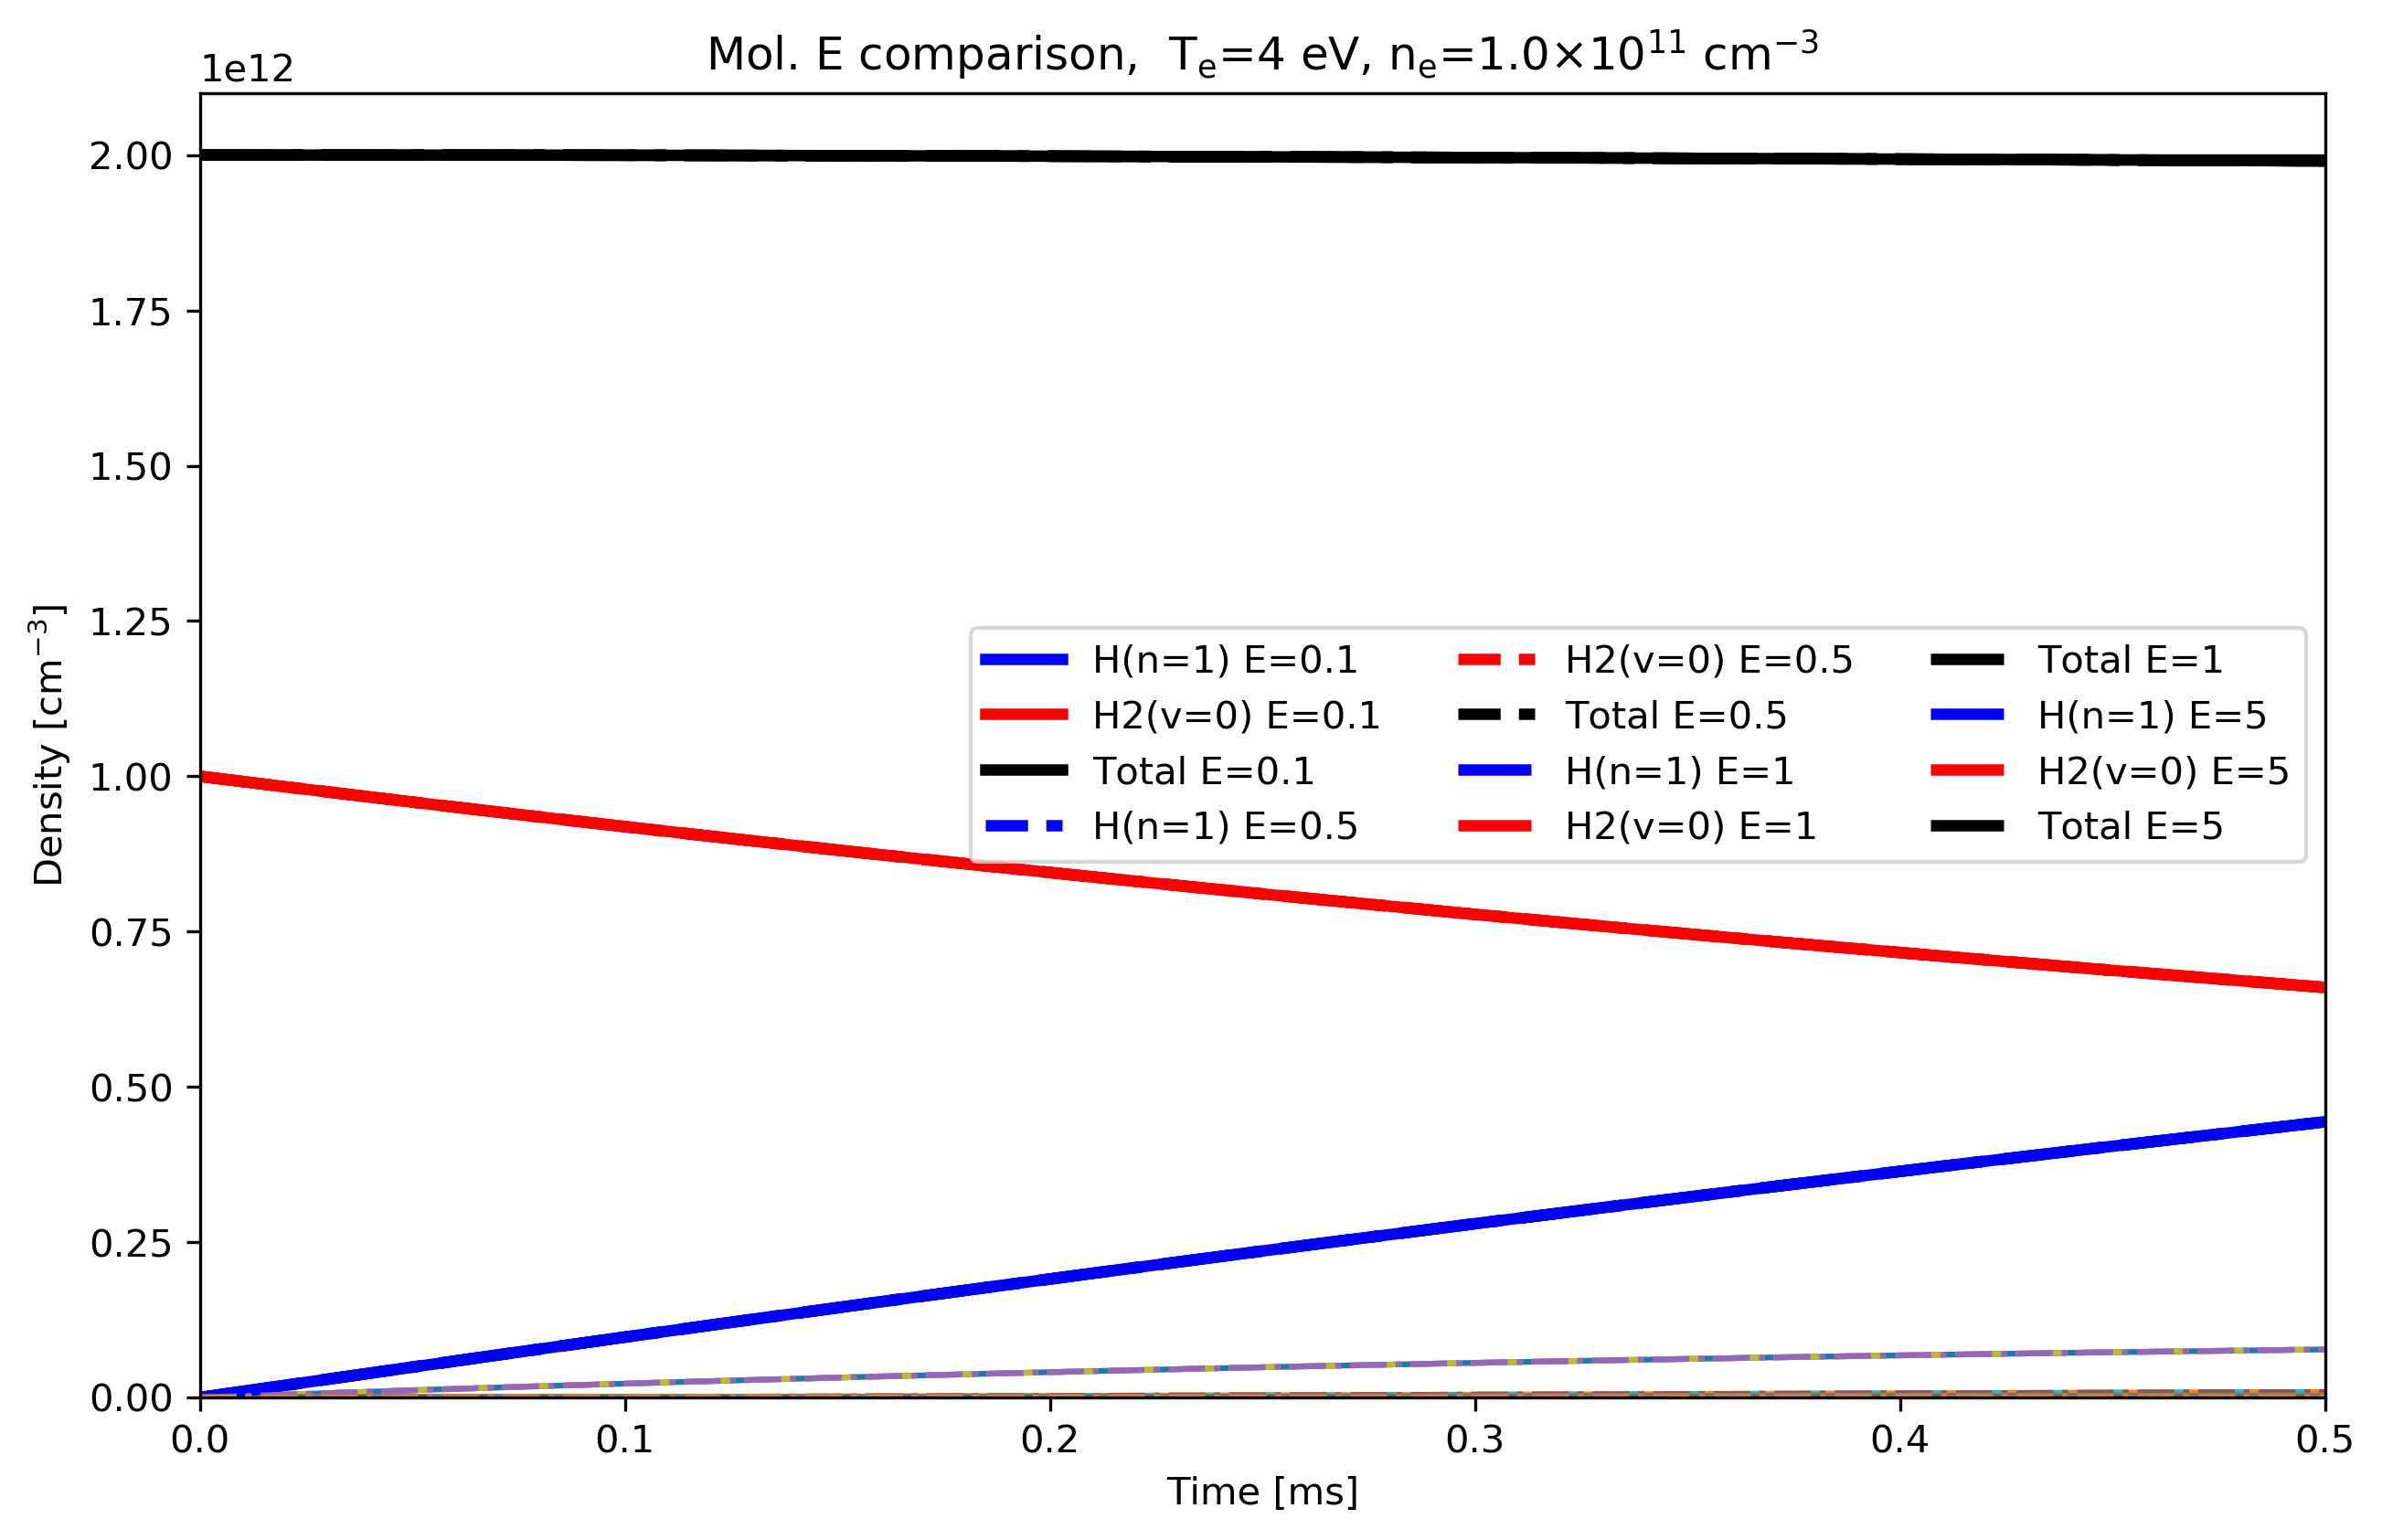 Mol. E comparison,  Tₑ=4 eV, nₑ=1.0×10¹¹ cm⁻³
1e12
2.00
1.75
1.50
1.25
1.00
0.75
0.50
0.25
0.00
Density [cm⁻³]
H(n=1) E=0.1
H2(v=0) E=0.1
Total E=0.1
H(n=1) E=0.5
H2(v=0) E=0.5
Total E=0.5
H(n=1) E=1
H2(v=0) E=1
Total E=1
H(n=1) E=5
H2(v=0) E=5
Total E=5
0.0 0.1 0.2 0.3 0.4 0.5
Time [ms]